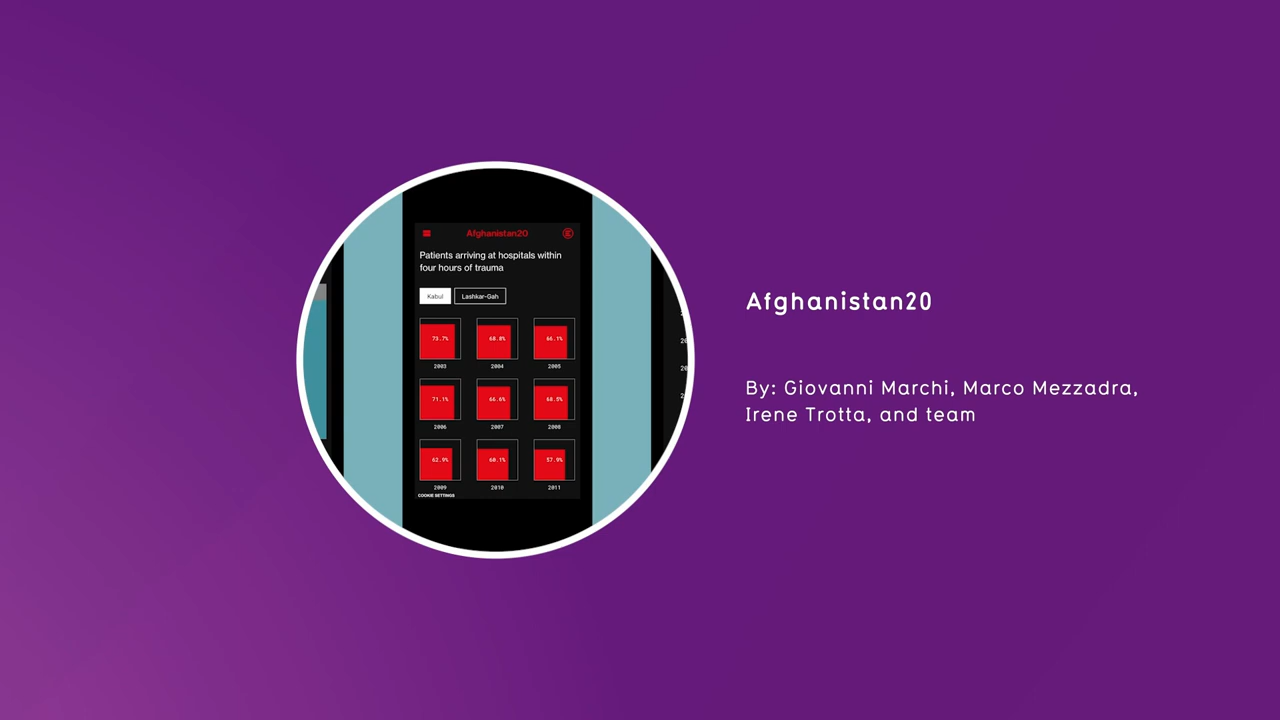 Afghanistan20
Patients arriving at hospitals within
four hours of trauma
Kabul Lashkar-Gah
73.7% 68.8% 66.1%
2003 2004 2005
71.1% 66.6% 68.8%
2006 2007 2008
62.9% 60.1% 57.9%
2009 2010 2011
COOKIE SETTINGS
Afghanistan20
By: Giovanni Marchi, Marco Mezzadra,
Irene Trotta, and team